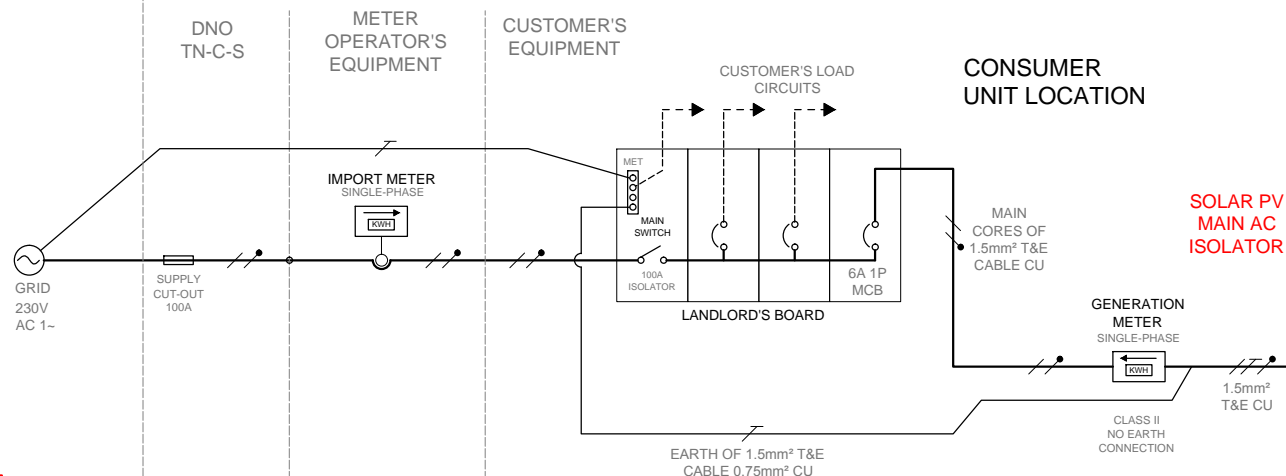 DNO
TN-C-S
METER
OPERATOR'S
EQUIPMENT
CUSTOMER'S
EQUIPMENT
CUSTOMER'S LOAD
CIRCUITS
CONSUMER
UNIT LOCATION
MET
IMPORT METER
SINGLE-PHASE
KWH
MAIN
SWITCH
100A
ISOLATOR
6A 1P
MCB
LANDLORD'S BOARD
GRID
230V
AC 1~
SUPPLY
CUT-OUT
100A
MAIN
CORES OF
1.5mm² T&E
CABLE CU
SOLAR PV
MAIN AC
ISOLATOR
GENERATION
METER
SINGLE-PHASE
KWH
1.5mm²
T&E CU
CLASS II
NO EARTH
CONNECTION
EARTH OF 1.5mm² T&E
CABLE 0.75mm² CU